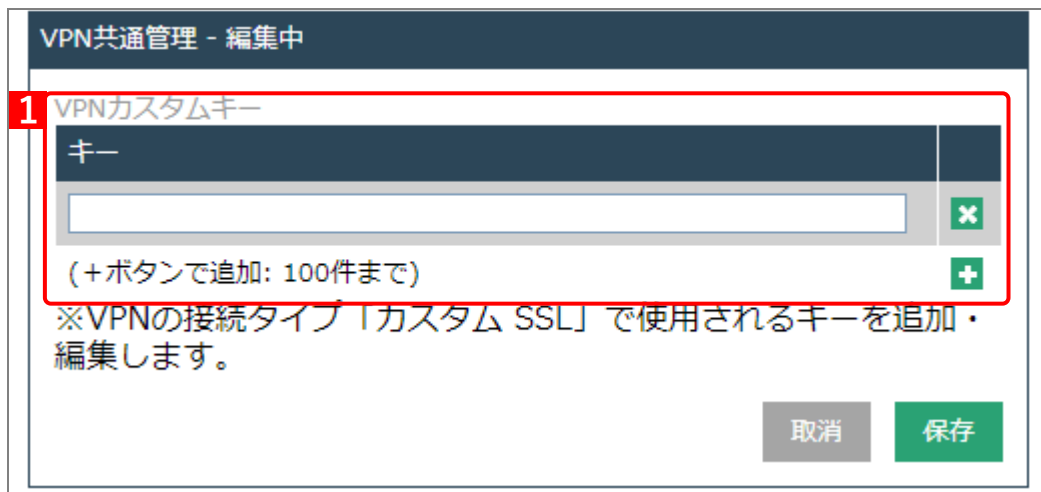 VPN共通管理 - 編集中
1
VPNカスタムキー
キー
(+ボタンで追加: 100件まで)
※VPNの接続タイプ「カスタム SSL」で使用されるキーを追加・
編集します。
取消
保存